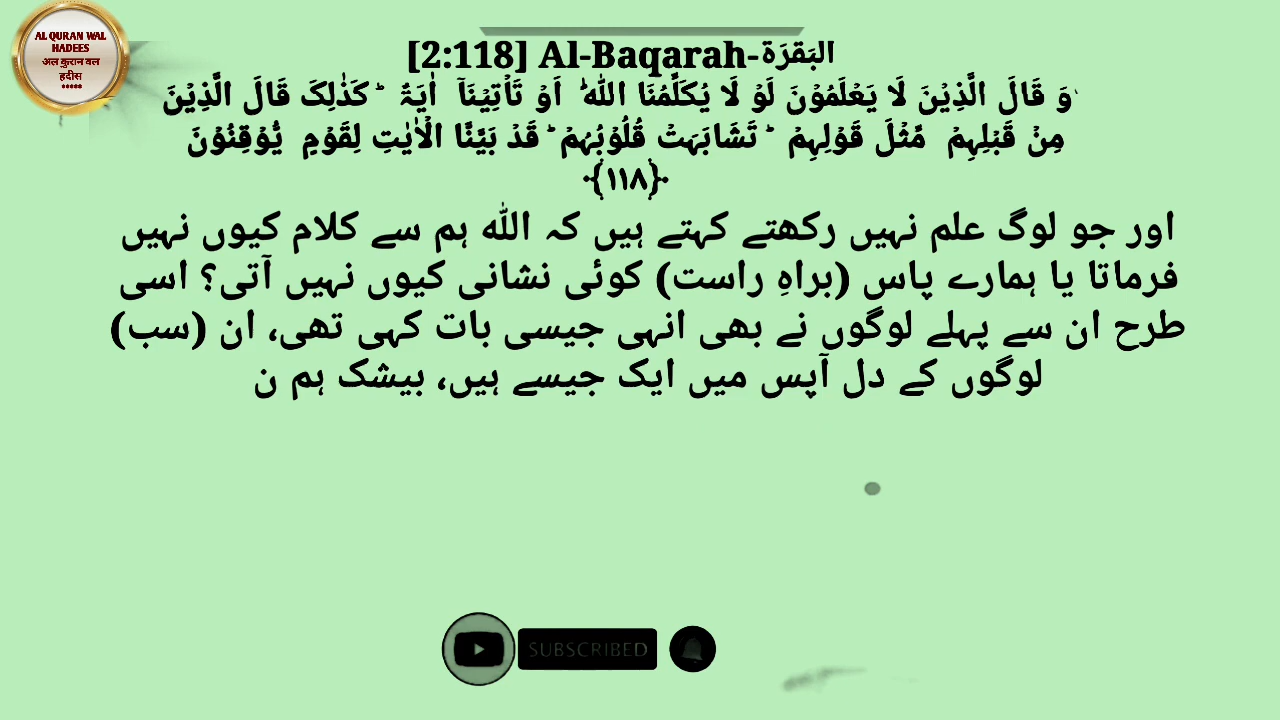 AL QURAN WAL
HADEES
अल कुरान वल
हदीस
*****
[2:118] Al-Baqarah-البَقَرَة
وَ قَالَ الَّذِیۡنَ لَا یَعۡلَمُوۡنَ لَوۡ لَا یُکَلِّمُنَا اللّٰہُ اَوۡ تَاۡتِیۡنَاۤ اٰیَۃٌ ؕ کَذٰلِکَ قَالَ الَّذِیۡنَ
مِنۡ قَبۡلِہِمۡ مِّثۡلَ قَوۡلِہِمۡ ؕ تَشَابَہَتۡ قُلُوۡبُہُمۡ ؕ قَدۡ بَیَّنَّا الۡاٰیٰتِ لِقَوۡمٍ یُّوۡقِنُوۡنَ
﴿۱۱۸﴾
اور جو لوگ علم نہیں رکھتے کہتے ہیں کہ اللہ ہم سے کلام کیوں نہیں
فرماتا یا ہمارے پاس (براہِ راست) کوئی نشانی کیوں نہیں آتی؟ اسی
طرح ان سے پہلے لوگوں نے بھی انہی جیسی بات کہی تھی، ان (سب)
لوگوں کے دل آپس میں ایک جیسے ہیں، بیشک ہم ن
SUBSCRIBED